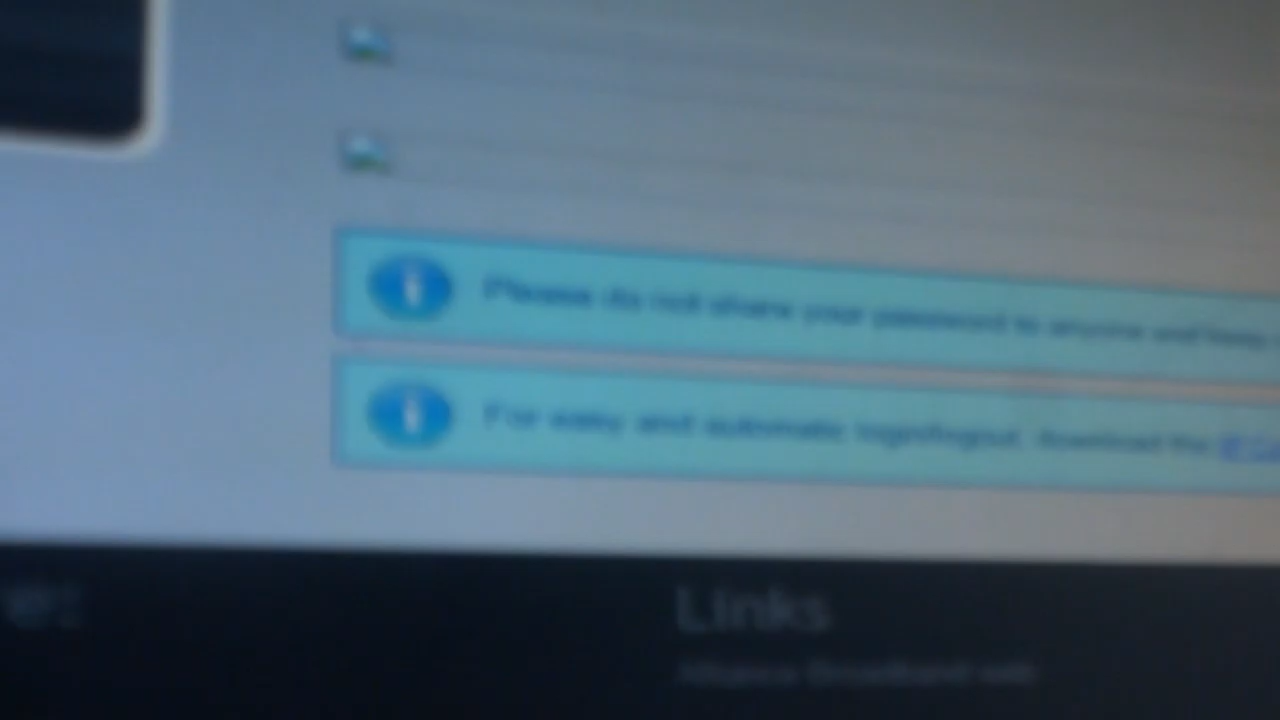 Please do not share your password to anyone and keep
For easy and automatic login/logout, download the
Links
Alliance Broadband web